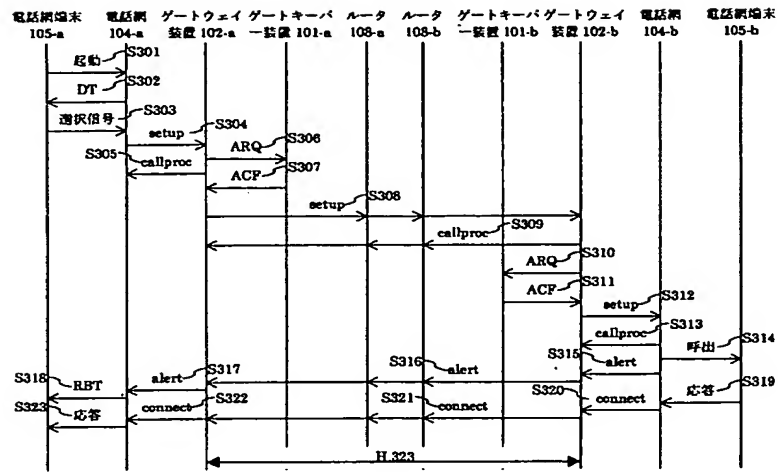 電話網端末 電話網 ゲートウェイ ゲートキーパ ルータ ルータ ゲートキーパ ゲートウェイ 電話網 電話網端末
105-a 104-a 装置 102-a ー装置 101-a 108-a 108-b ー装置 101-b 装置 102-b 104-b 105-b
起動 S301
DT S302
選択信号 S303
setup S304
S305 callproc
ARQ S306
ACF S307
setup S308
callproc S309
ARQ S310
ACF S311
setup S312
callproc S313
呼出 S314
S315 alert
S316 alert
alert S317
S318 RBT
応答 S319
S320 connect
S321 connect
connect S322
S323 応答
H.323